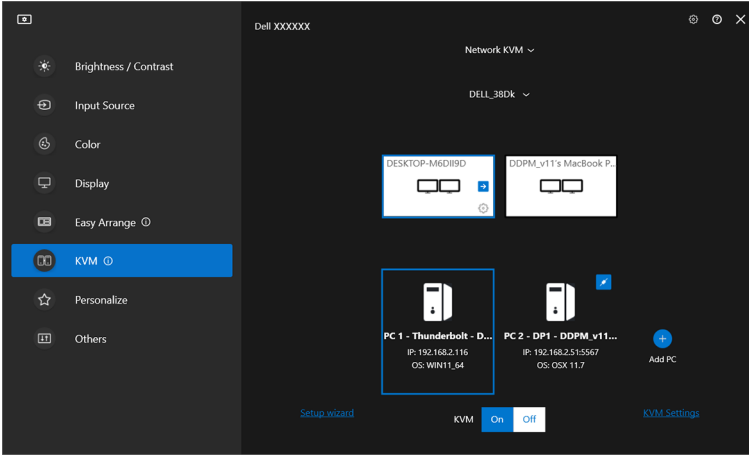 Dell XXXXXX
Brightness / Contrast
Input Source
Color
Display
Easy Arrange
KVM
Personalize
Others
Network KVM
DELL_38Dk
DESKTOP-M6DII9D
DDPM_v11's MacBook P...
PC 1 - Thunderbolt - D...
IP: 192.168.2.116
OS: WIN11_64
PC 2 - DP1 - DDPM_v11...
IP: 192.168.2.51:5567
OS: OSX 11.7
Add PC
Setup wizard
KVM On Off
KVM Settings